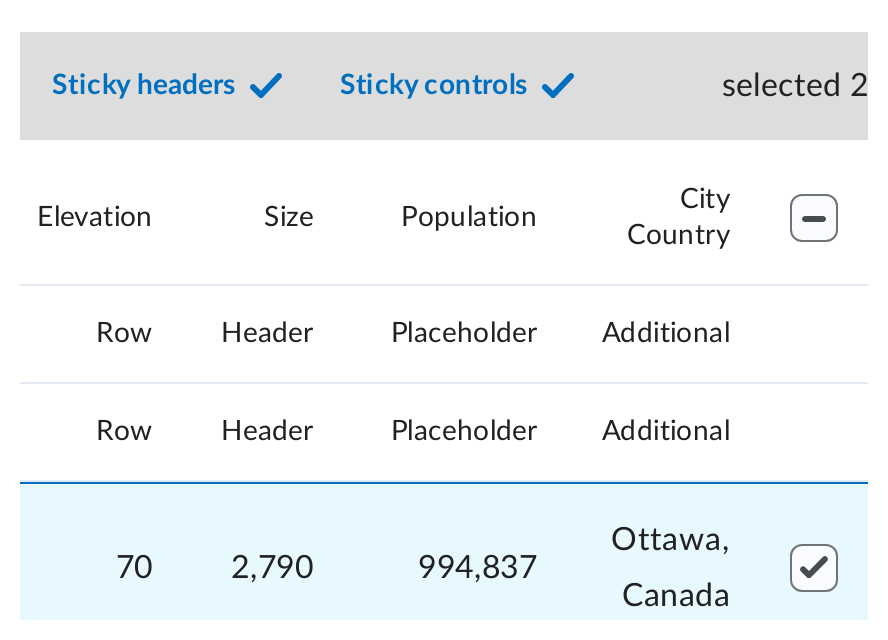 Sticky headers Sticky controls selected 2
Elevation Size Population City Country
Row Header Placeholder Additional
Row Header Placeholder Additional
70 2,790 994,837 Ottawa, Canada